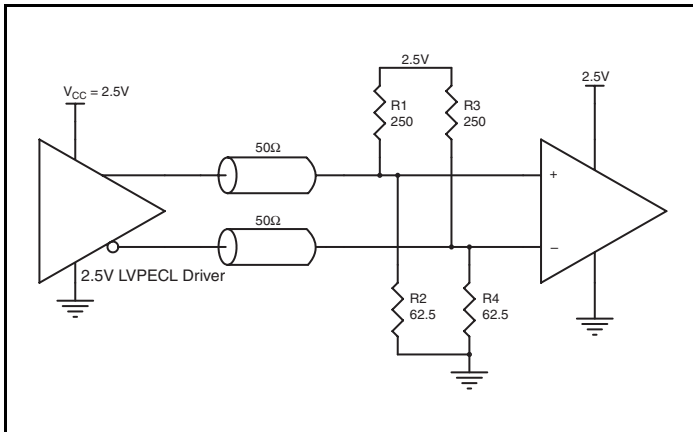 2.5V
V_CC = 2.5V
2.5V
R1
250
R3
250
50Ω
+
50Ω
–
2.5V LVPECL Driver
R2
62.5
R4
62.5